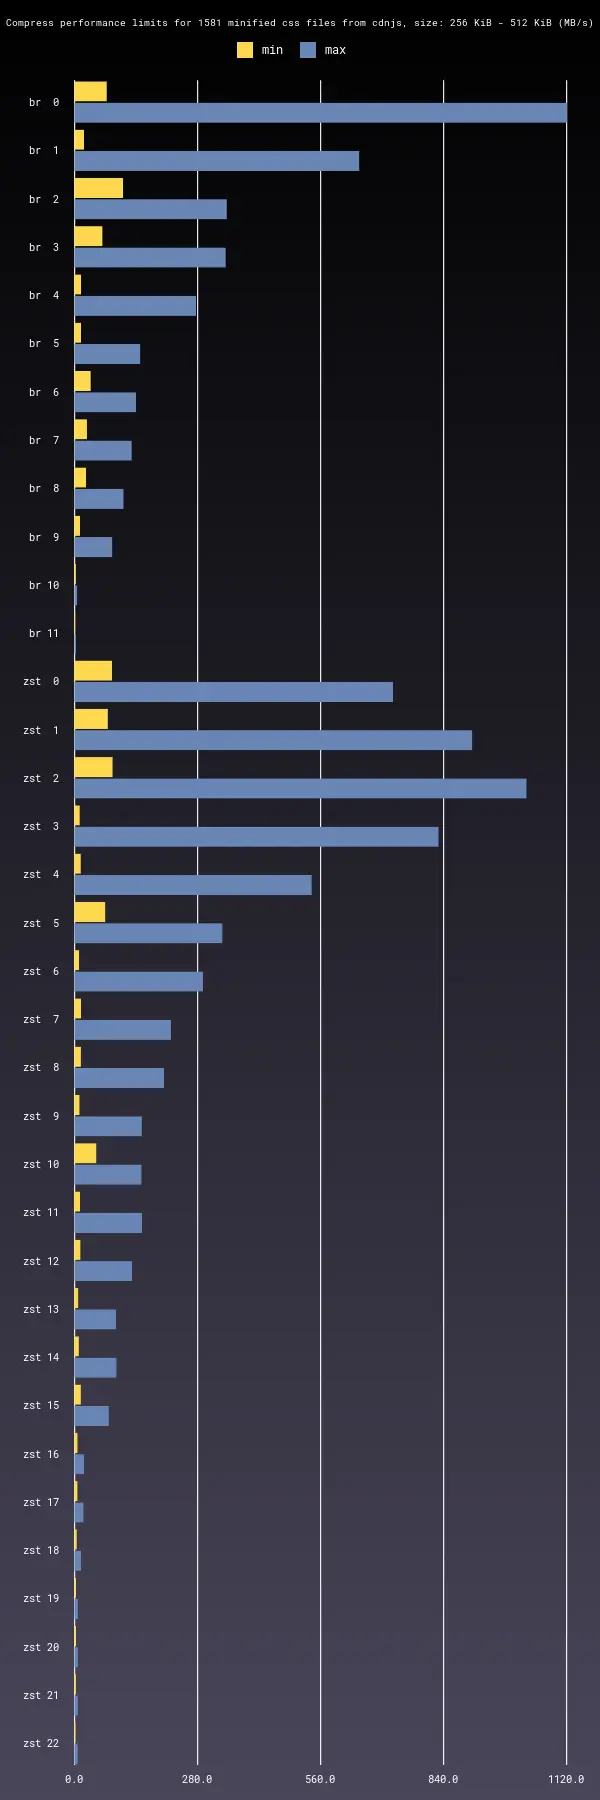 Compress performance limits for 1581 minified css files from cdnjs, size: 256 KiB - 512 KiB (MB/s)
min max
br 0
br 1
br 2
br 3
br 4
br 5
br 6
br 7
br 8
br 9
br 10
br 11
zst 0
zst 1
zst 2
zst 3
zst 4
zst 5
zst 6
zst 7
zst 8
zst 9
zst 10
zst 11
zst 12
zst 13
zst 14
zst 15
zst 16
zst 17
zst 18
zst 19
zst 20
zst 21
zst 22
0.0 280.0 560.0 840.0 1120.0